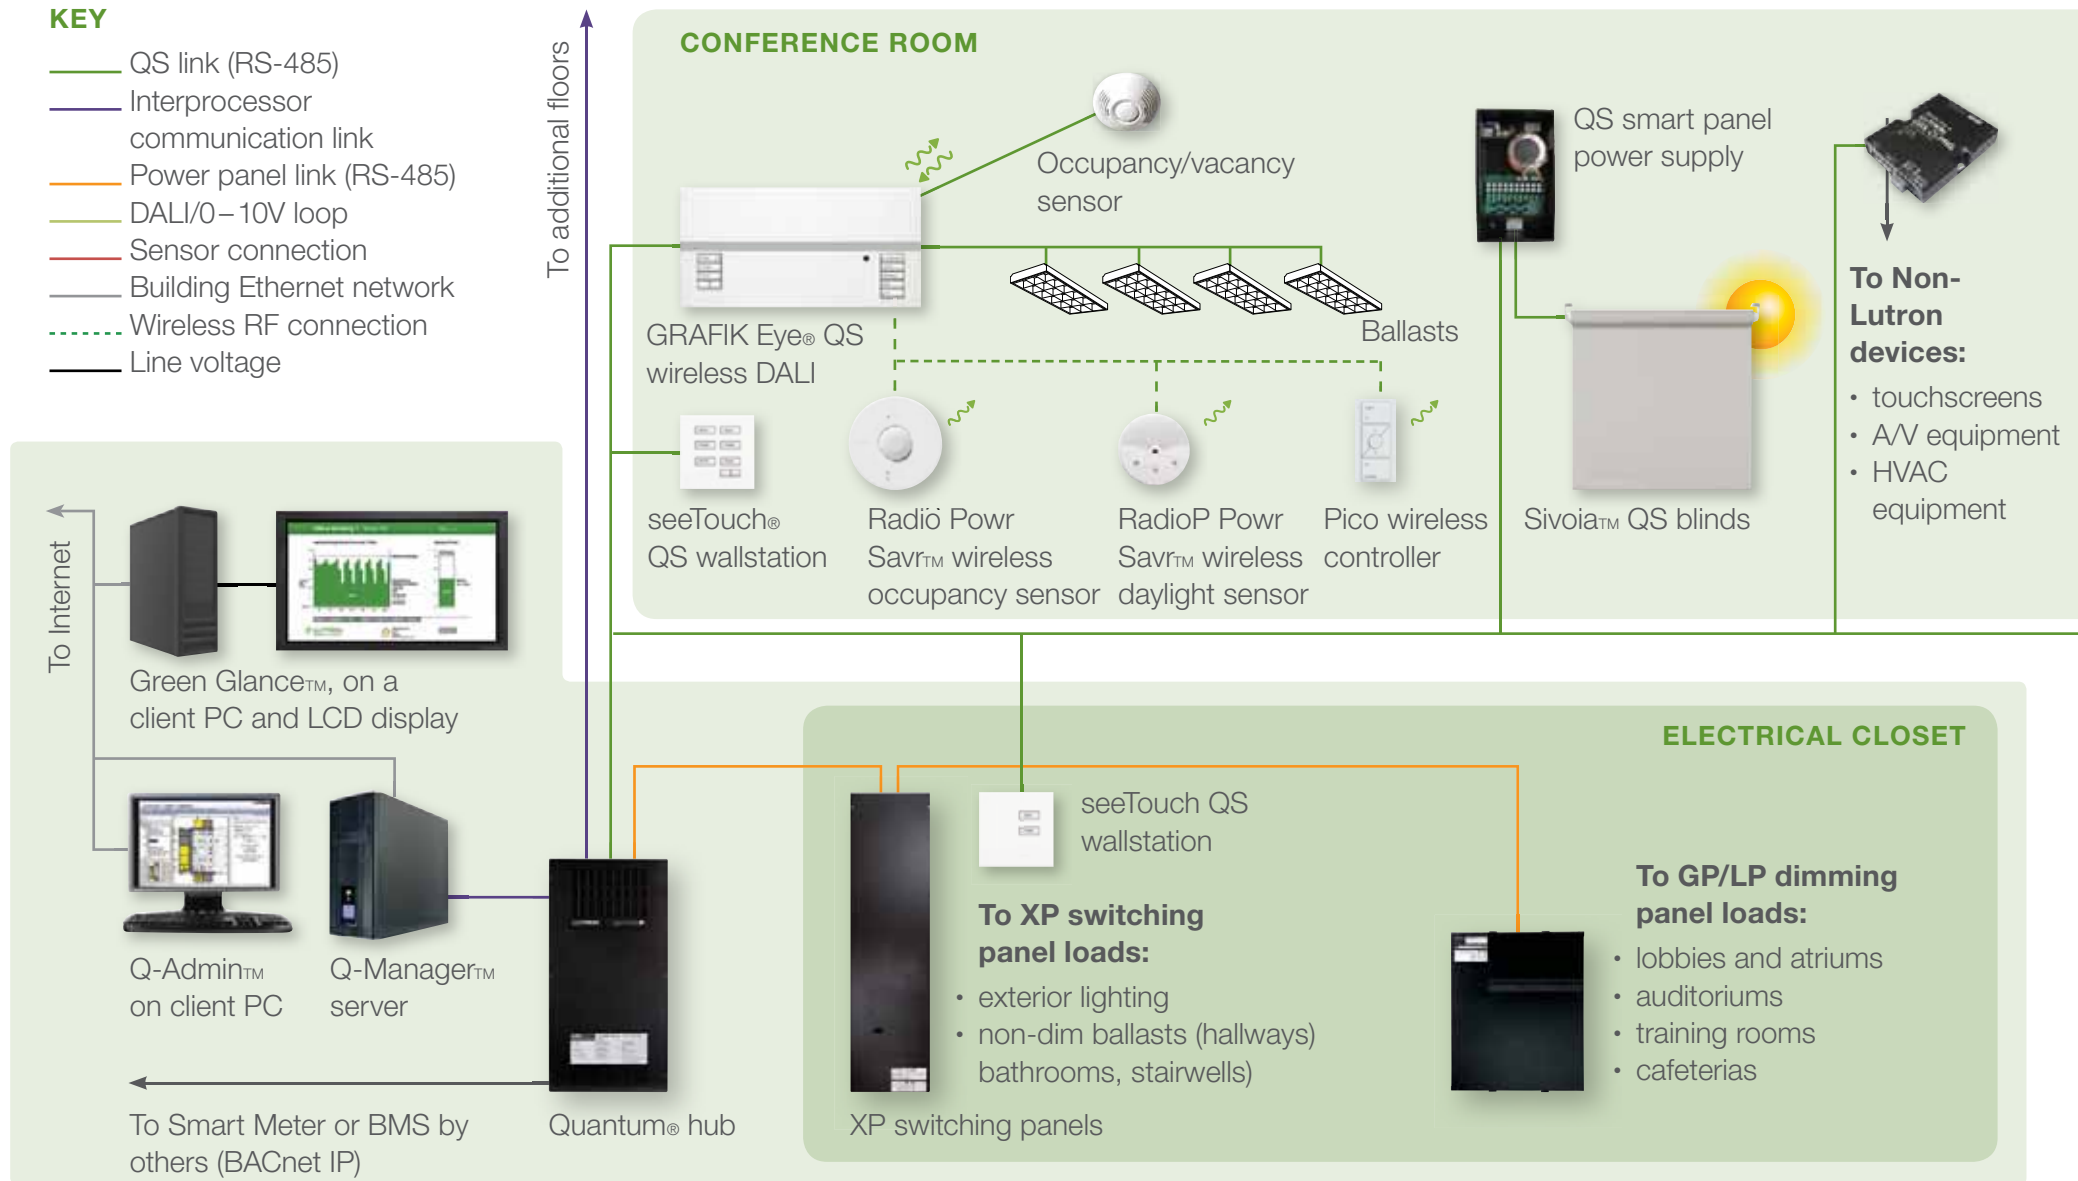 KEY
QS link (RS-485)
Interprocessor
communication link
Power panel link (RS-485)
DALI/0–10V loop
Sensor connection
Building Ethernet network
Wireless RF connection
Line voltage
To additional floors
CONFERENCE ROOM
Occupancy/vacancy
sensor
QS smart panel
power supply
GRAFIK Eye® QS
wireless DALI
Ballasts
To Non-
Lutron
devices:
• touchscreens
• A/V equipment
• HVAC
equipment
seeTouch®
QS wallstation
Radio Powr
Savr™ wireless
occupancy sensor
RadioP Powr
Savr™ wireless
daylight sensor
Pico wireless
controller
Sivoia™ QS blinds
To Internet
Green Glance™, on a
client PC and LCD display
ELECTRICAL CLOSET
seeTouch QS
wallstation
To XP switching
panel loads:
• exterior lighting
• non-dim ballasts (hallways)
bathrooms, stairwells)
To GP/LP dimming
panel loads:
• lobbies and atriums
• auditoriums
• training rooms
• cafeterias
Q-Admin™
on client PC
Q-Manager™
server
To Smart Meter or BMS by
others (BACnet IP)
Quantum® hub
XP switching panels